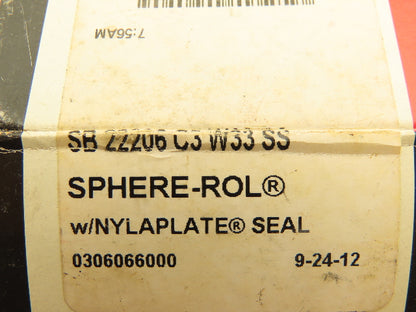 7:56AM
SB 22206 C3 W33 SS
SPHERE-ROL®
w/NYLAPLATE® SEAL
0306066000 9-24-12